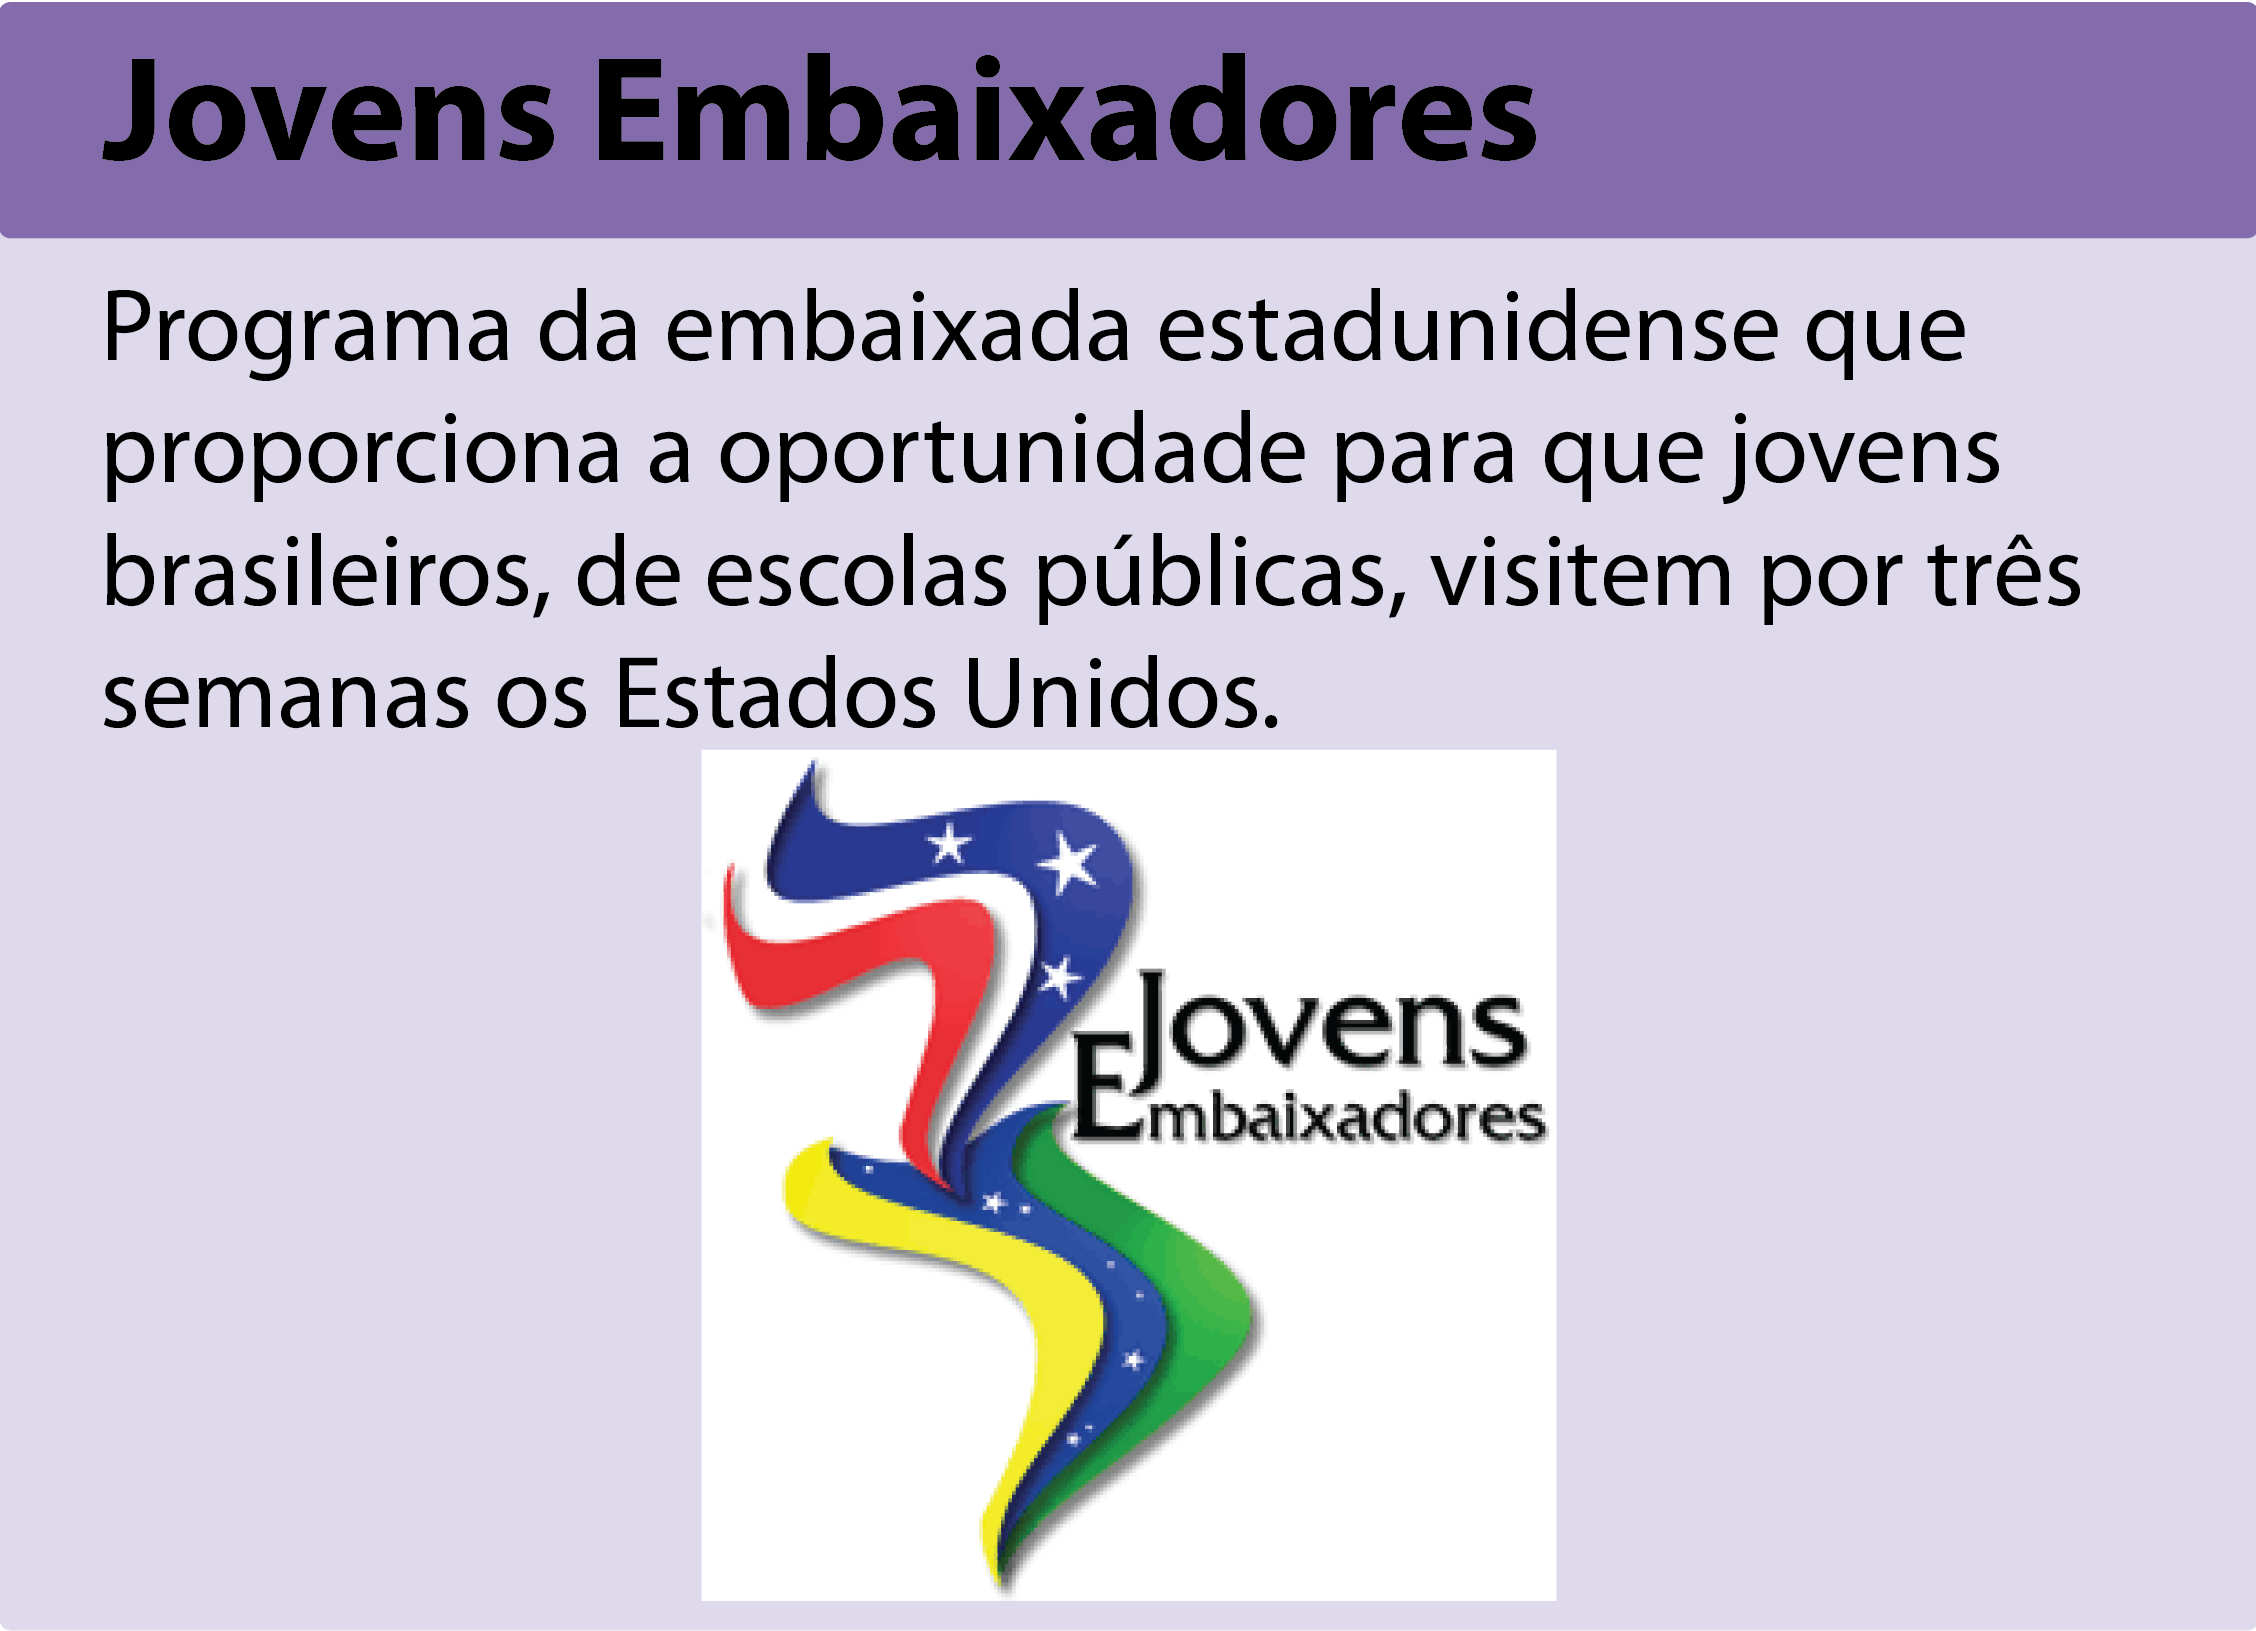 Jovens Embaixadores
Programa da embaixada estadunidense que
proporciona a oportunidade para que jovens
brasileiros, de escolas públicas, visitem por três
semanas os Estados Unidos.
Jovens
Embaixadores